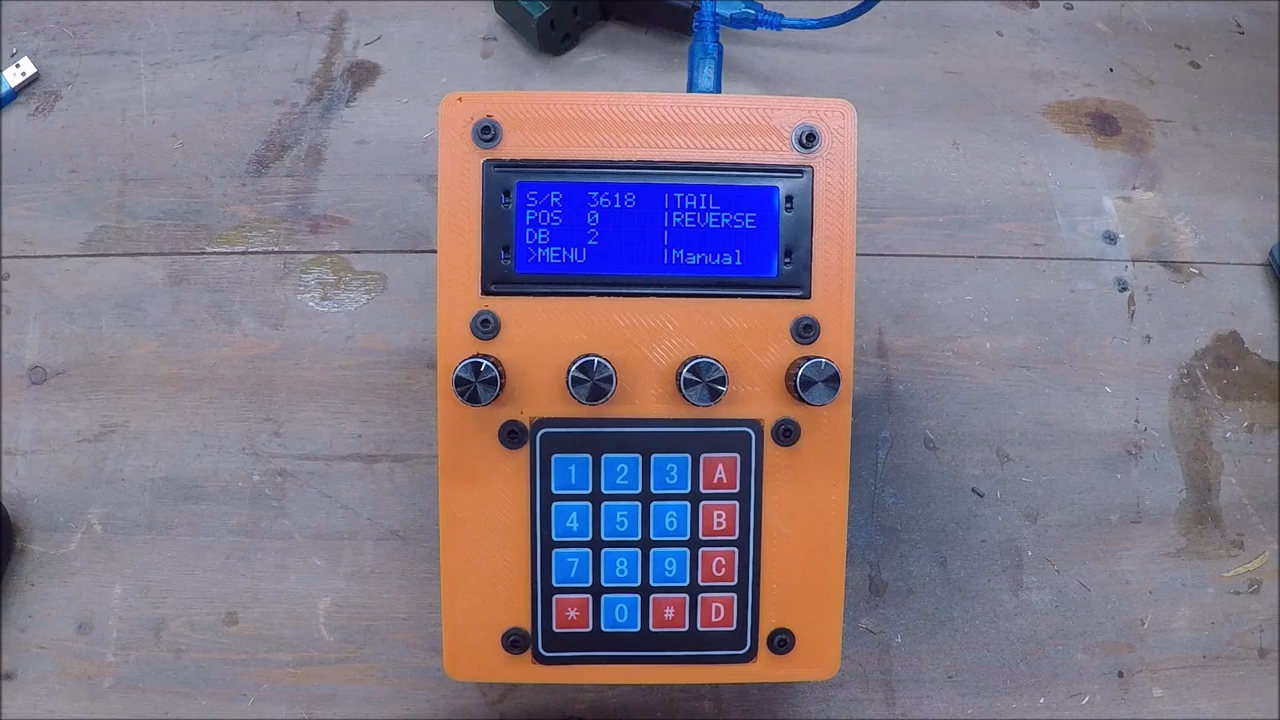 S/R 3618 |TAIL
POS 0 |REVERSE
DB 2 |
>MENU |Manual
1 2 3 A
4 5 6 B
7 8 9 C
* 0 # D